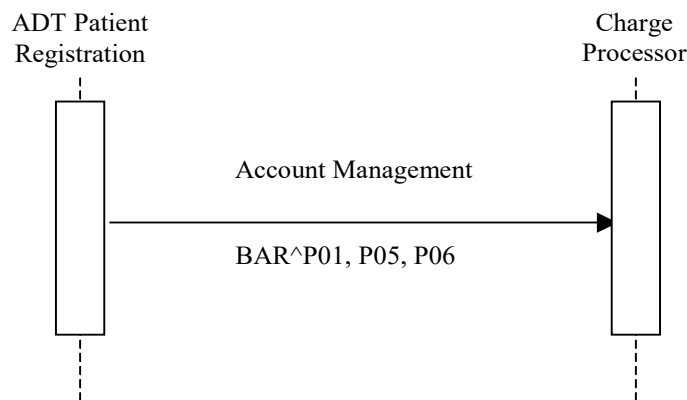 ADT Patient
Registration
Charge
Processor
Account Management
BAR^P01, P05, P06